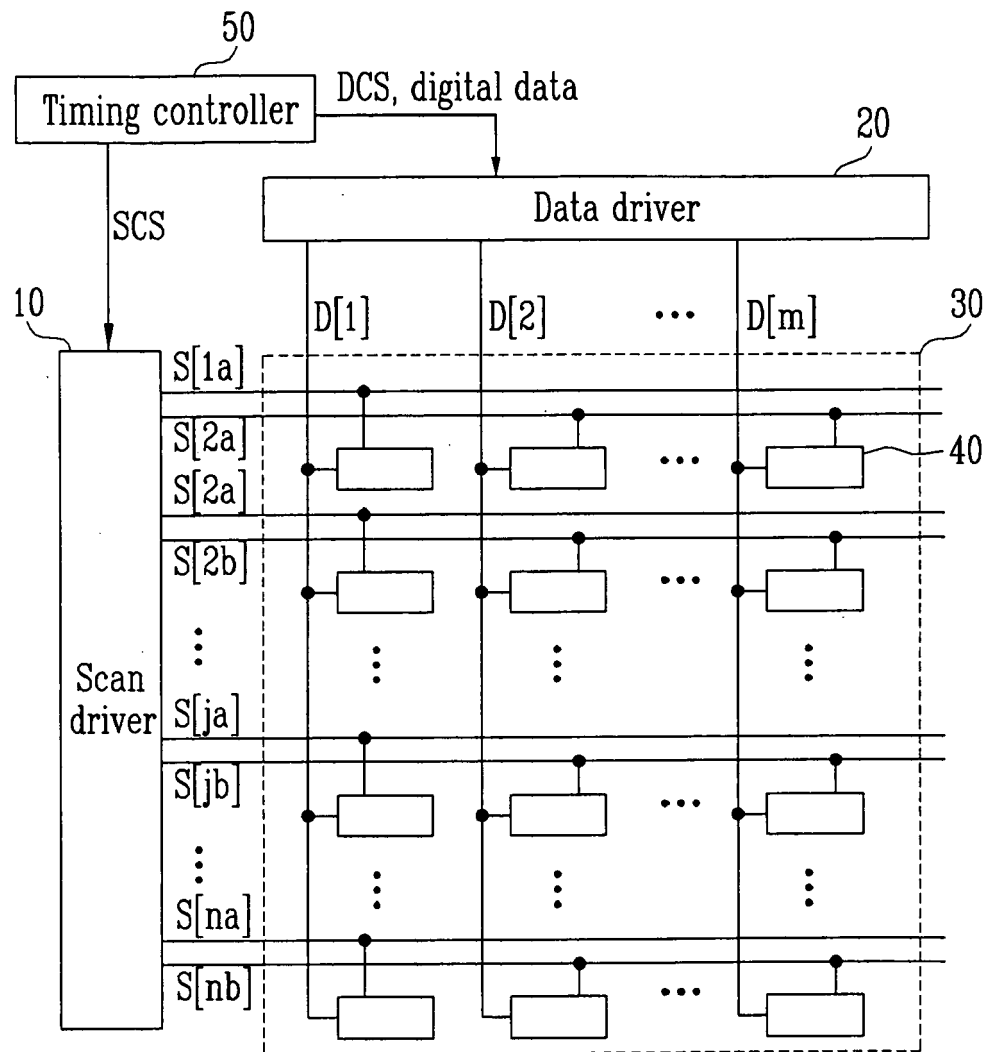 50
Timing controller
DCS, digital data
20
Data driver
SCS
10
D[1]
D[2]
•••
D[m]
30
S[1a]
S[2a]
40
S[2a]
S[2b]
Scan
driver
S[ja]
S[jb]
S[na]
S[nb]